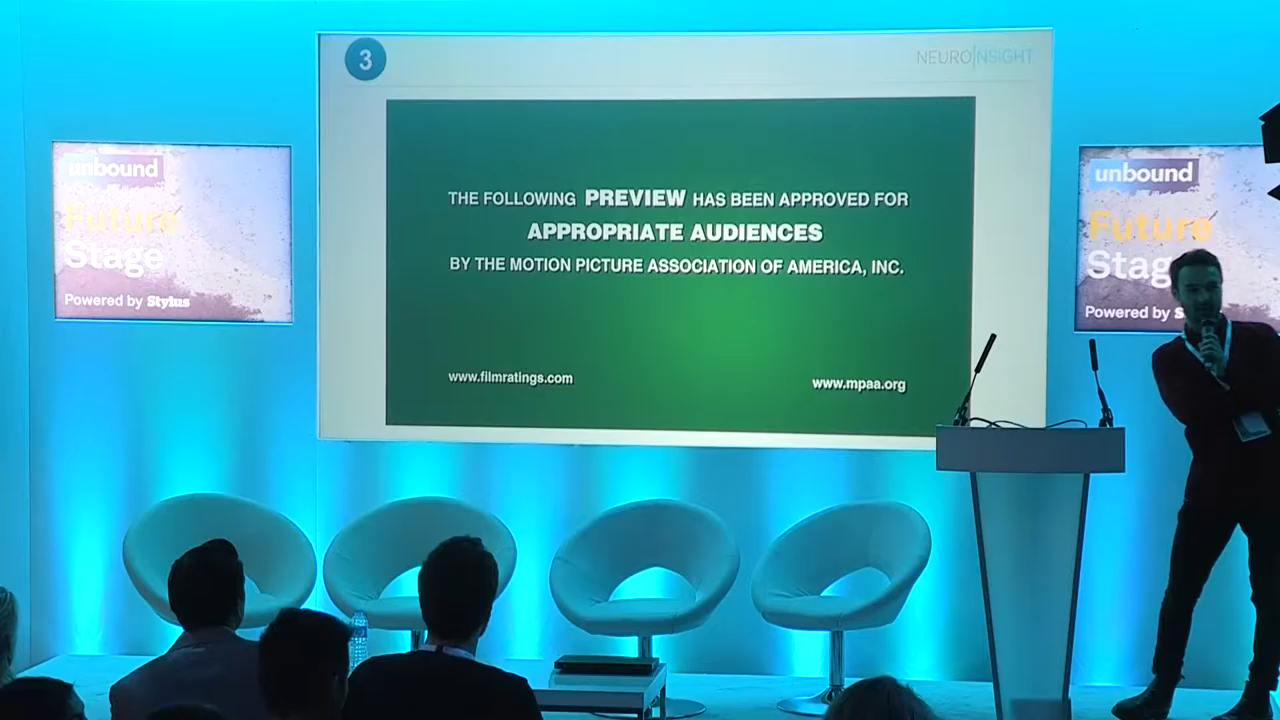 3
NEURO|INSIGHT
THE FOLLOWING PREVIEW HAS BEEN APPROVED FOR
APPROPRIATE AUDIENCES
BY THE MOTION PICTURE ASSOCIATION OF AMERICA, INC.
www.filmratings.com
www.mpaa.org
unbound
Future
Stage
Powered by Stylus
unbound
Future
Stag
Powered by S